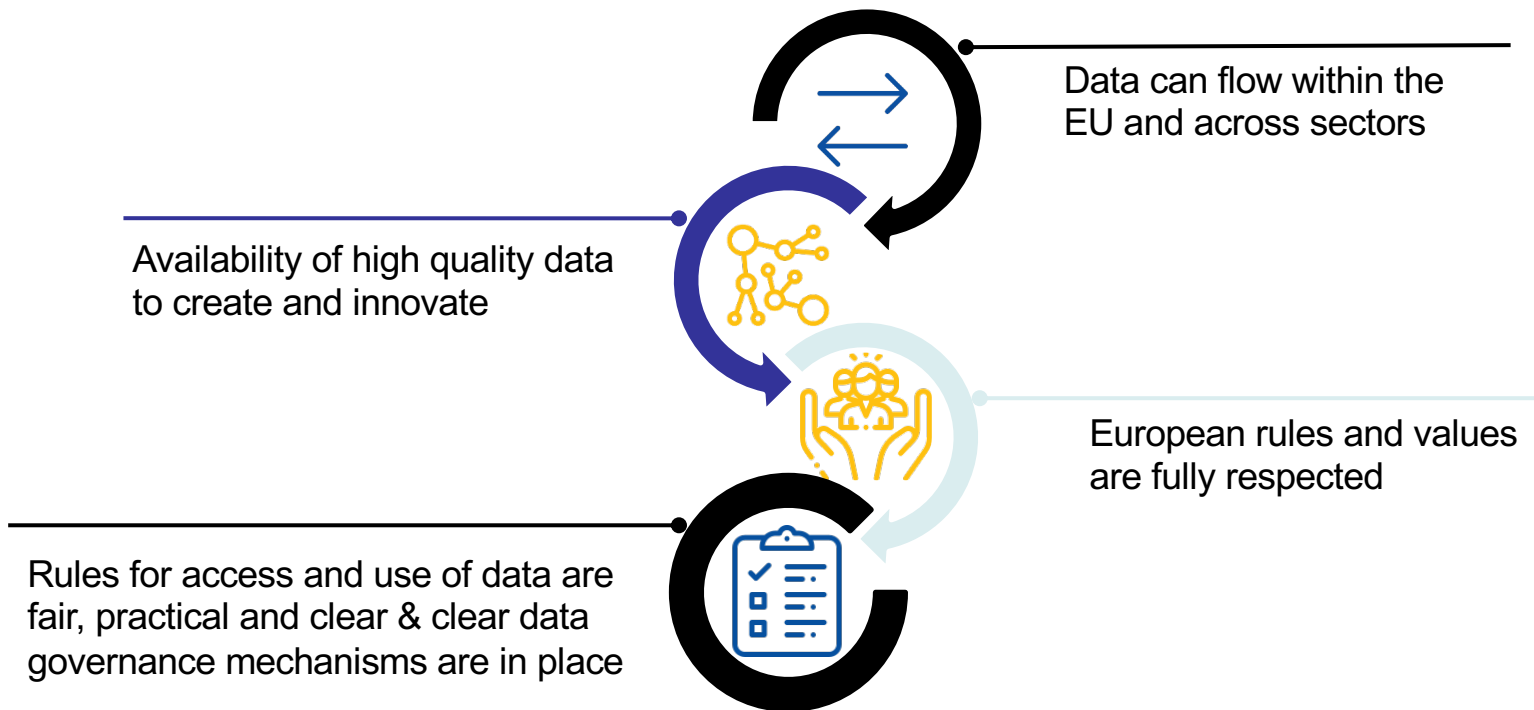 Data can flow within the
EU and across sectors
Availability of high quality data
to create and innovate
European rules and values
are fully respected
Rules for access and use of data are
fair, practical and clear & clear data
governance mechanisms are in place